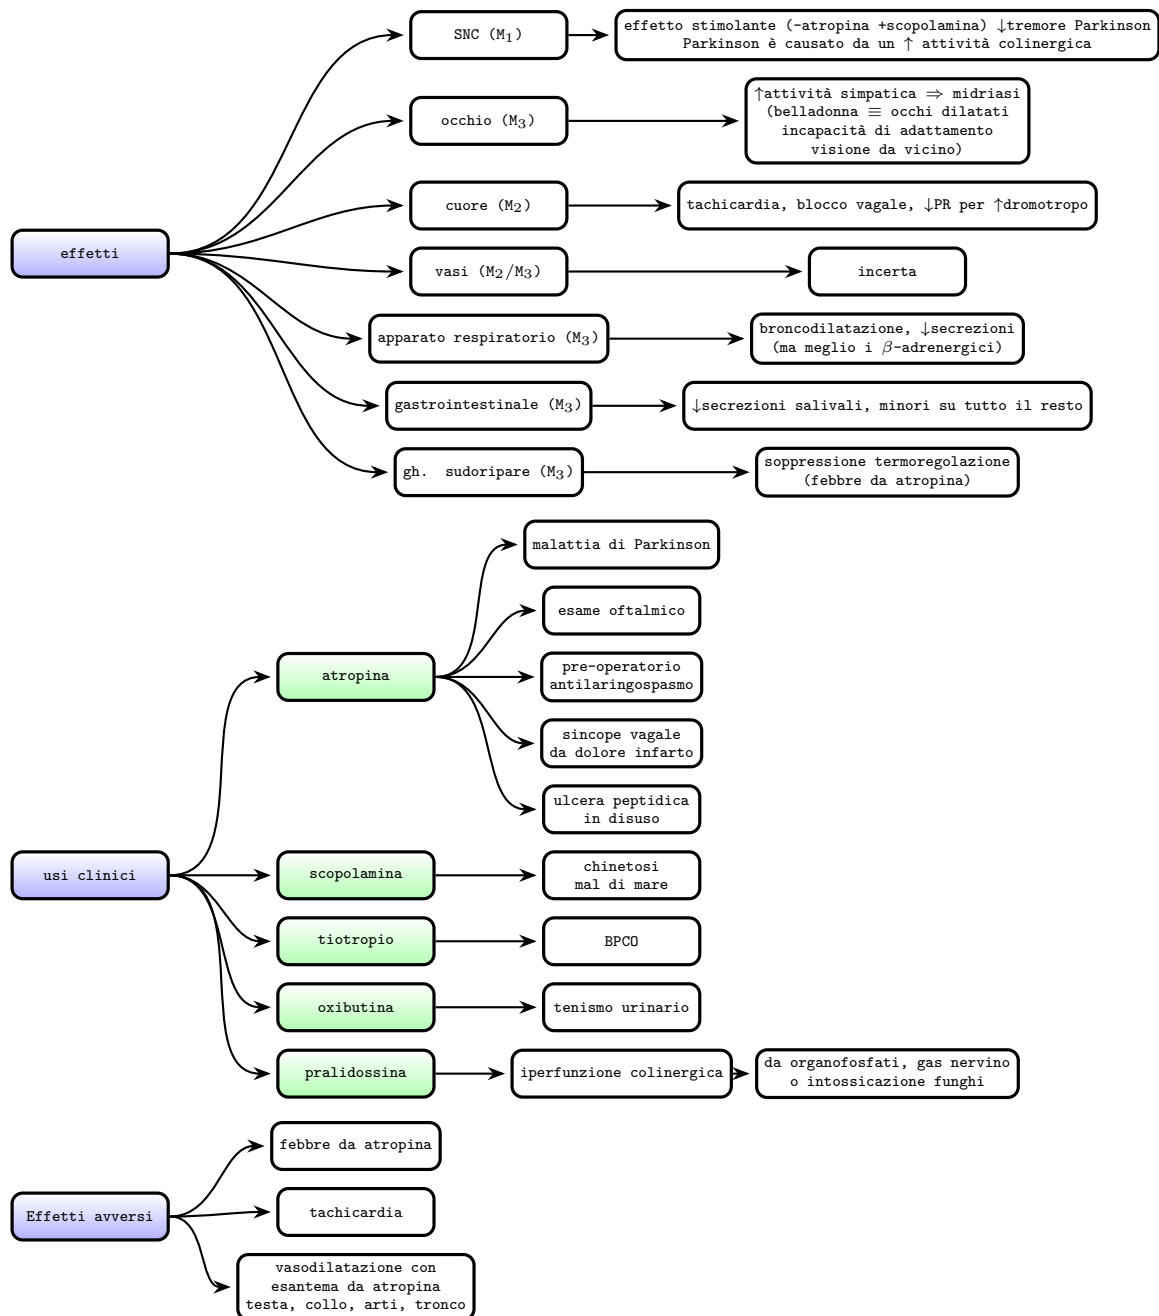 effetti
SNC (M₁)
effetto stimolante (-atropina +scopolamina) ↓tremore Parkinson
Parkinson è causato da un ↑ attività colinergica
occhio (M₃)
↑attività simpatica ⇒ midriasi
(belladonna ≡ occhi dilatati
incapacità di adattamento
visione da vicino)
cuore (M₂)
tachicardia, blocco vagale, ↓PR per ↑dromotropo
vasi (M₂/M₃)
incerta
apparato respiratorio (M₃)
broncodilatazione, ↓secrezioni
(ma meglio i β-adrenergici)
gastrointestinale (M₃)
↓secrezioni salivali, minori su tutto il resto
gh. sudoripare (M₃)
soppressione termoregolazione
(febbre da atropina)
usi clinici
atropina
malattia di Parkinson
esame oftalmico
pre-operatorio
antilaringospasmo
sincope vagale
da dolore infarto
ulcera peptidica
in disuso
scopolamina
chinetosi
mal di mare
tiotropio
BPCO
oxibutina
tenismo urinario
pralidossina
iperfunzione colinergica
da organofosfati, gas nervino
o intossicazione funghi
Effetti avversi
febbre da atropina
tachicardia
vasodilatazione con
esantema da atropina
testa, collo, arti, tronco